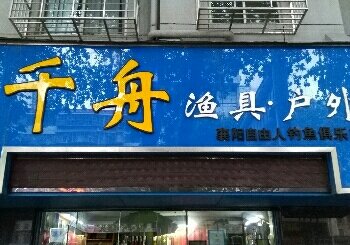 千舟 渔具·户外
襄阳自由人钓鱼俱乐